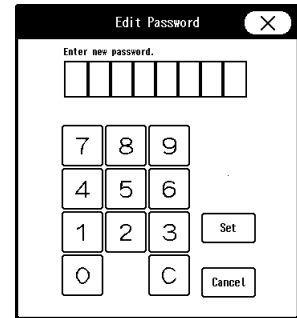 Edit Password
X
Enter new password.
7 8 9
4 5 6
1 2 3 Set
0 C Cancel